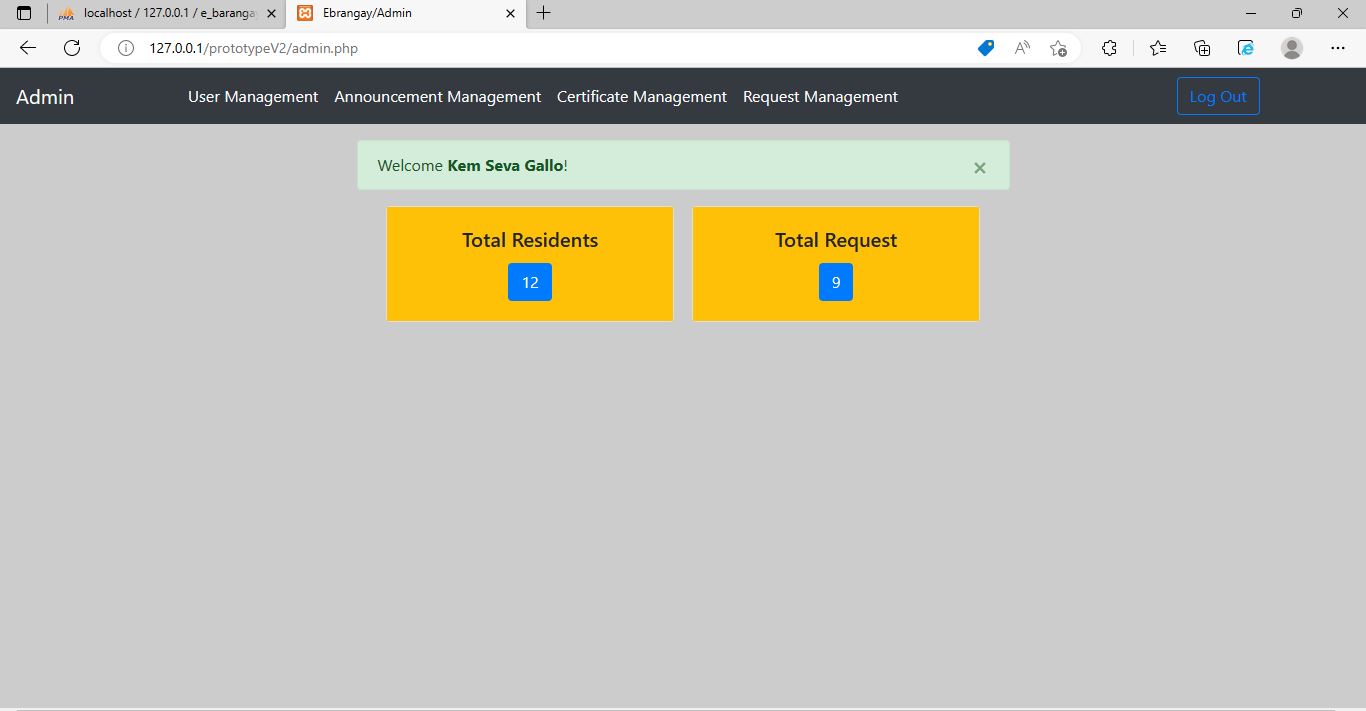 localhost / 127.0.0.1 / e_barangay
Ebrangay/Admin
127.0.0.1/prototypeV2/admin.php
Admin User Management Announcement Management Certificate Management Request Management Log Out
Welcome Kem Seva Gallo!
Total Residents
12
Total Request
9